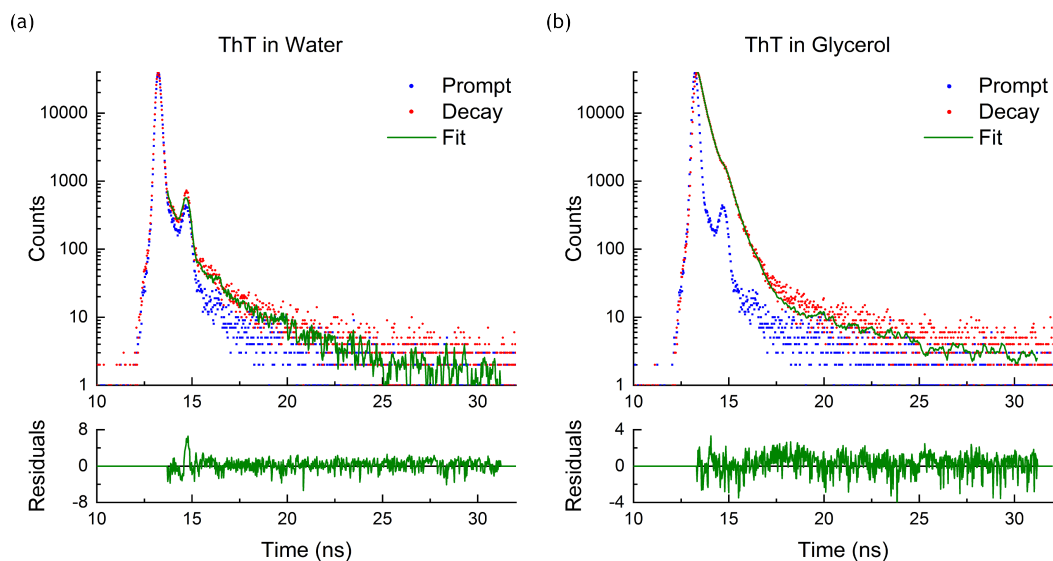 (a)
ThT in Water
Prompt
Decay
Fit
Counts
10000
1000
100
10
1
10 15 20 25 30
Residuals
8
0
-8
10 15 20 25 30
Time (ns)
(b)
ThT in Glycerol
Prompt
Decay
Fit
Counts
10000
1000
100
10
1
10 15 20 25 30
Residuals
4
0
-4
10 15 20 25 30
Time (ns)